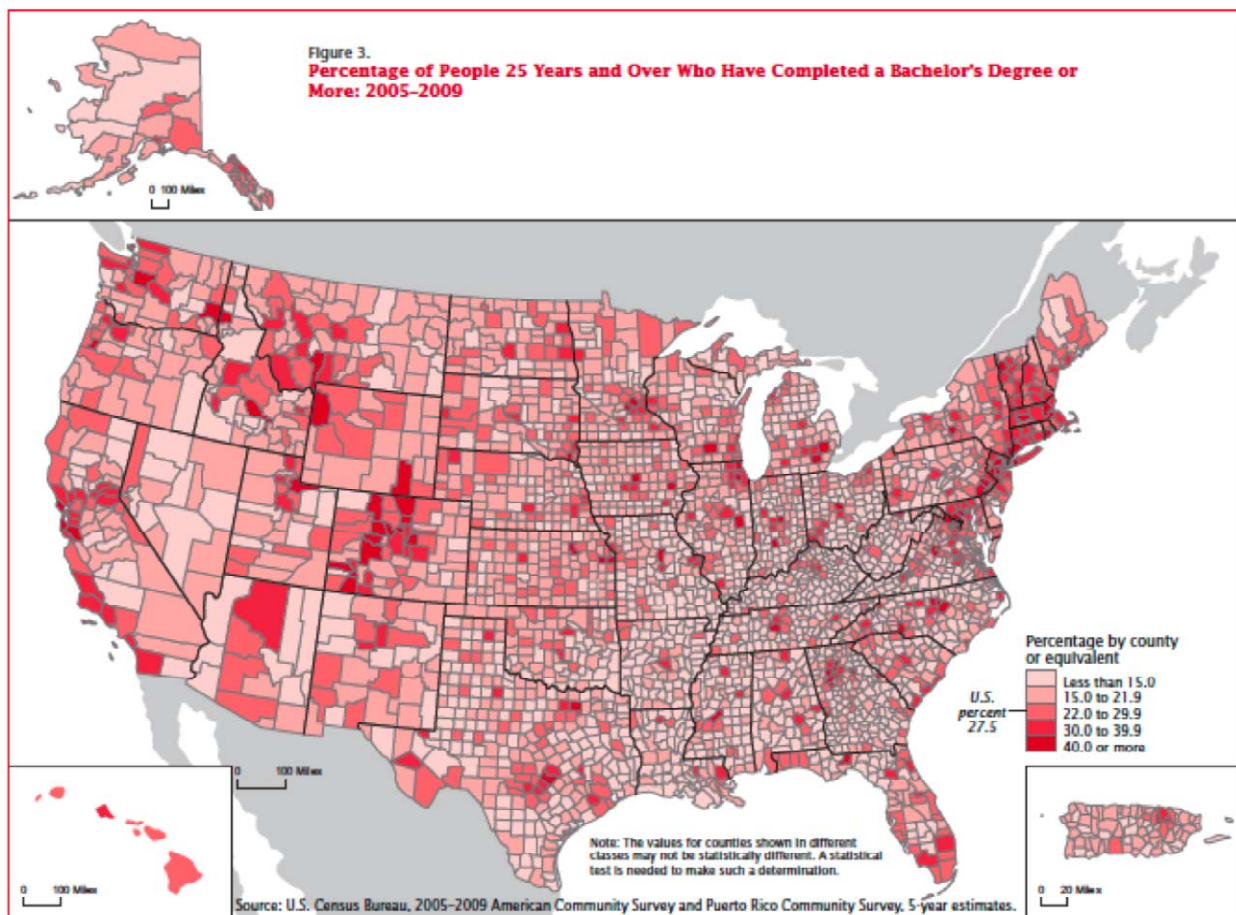 Figure 3.
Percentage of People 25 Years and Over Who Have Completed a Bachelor's Degree or
More: 2005–2009
0 100 Miles
0 100 Miles
Percentage by county
or equivalent
Less than 15.0
15.0 to 21.9
22.0 to 29.9
30.0 to 39.9
40.0 or more
U.S.
percent
27.5
0 100 Miles
Note: The values for counties shown in different
classes may not be statistically different. A statistical
test is needed to make such a determination.
0 20 Miles
Source: U.S. Census Bureau, 2005–2009 American Community Survey and Puerto Rico Community Survey, 5-year estimates.